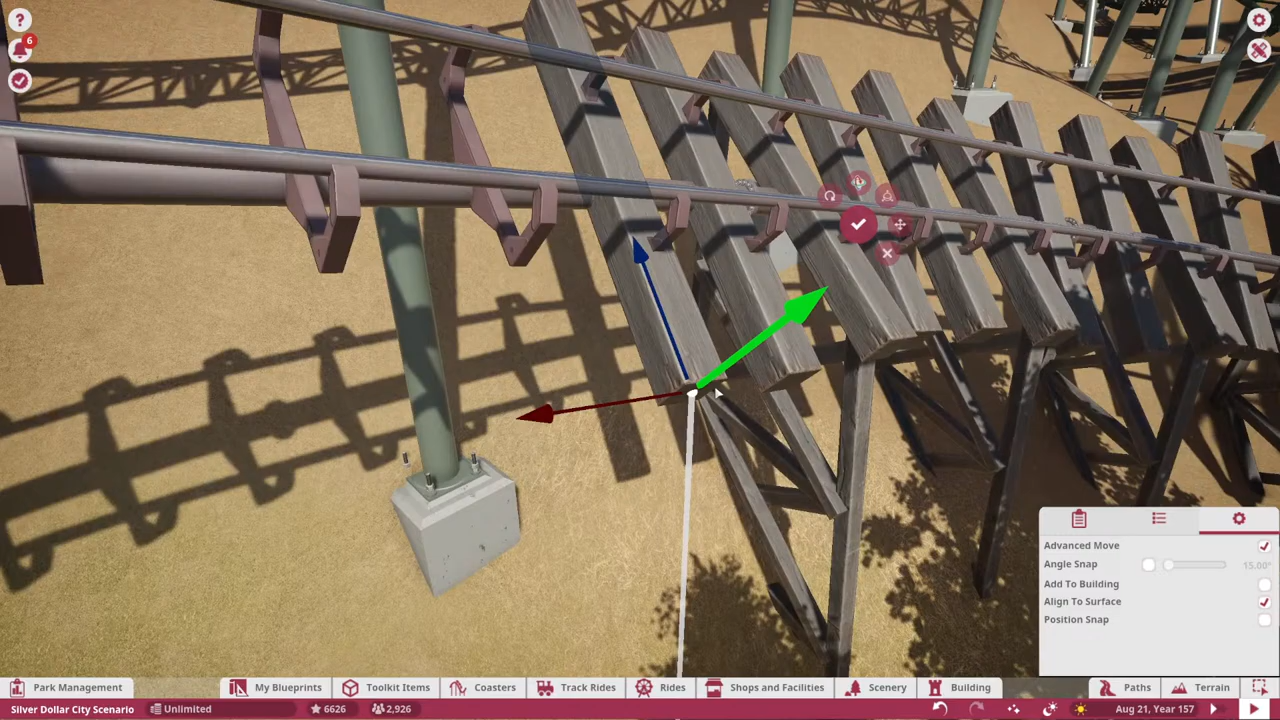 ?
6
Advanced Move
Angle Snap 15.00°
Add To Building
Align To Surface
Position Snap
Park Management
My Blueprints
Toolkit Items
Coasters
Track Rides
Rides
Shops and Facilities
Scenery
Building
Paths
Terrain
Silver Dollar City Scenario
Unlimited
6626
2,926
Aug 21, Year 157